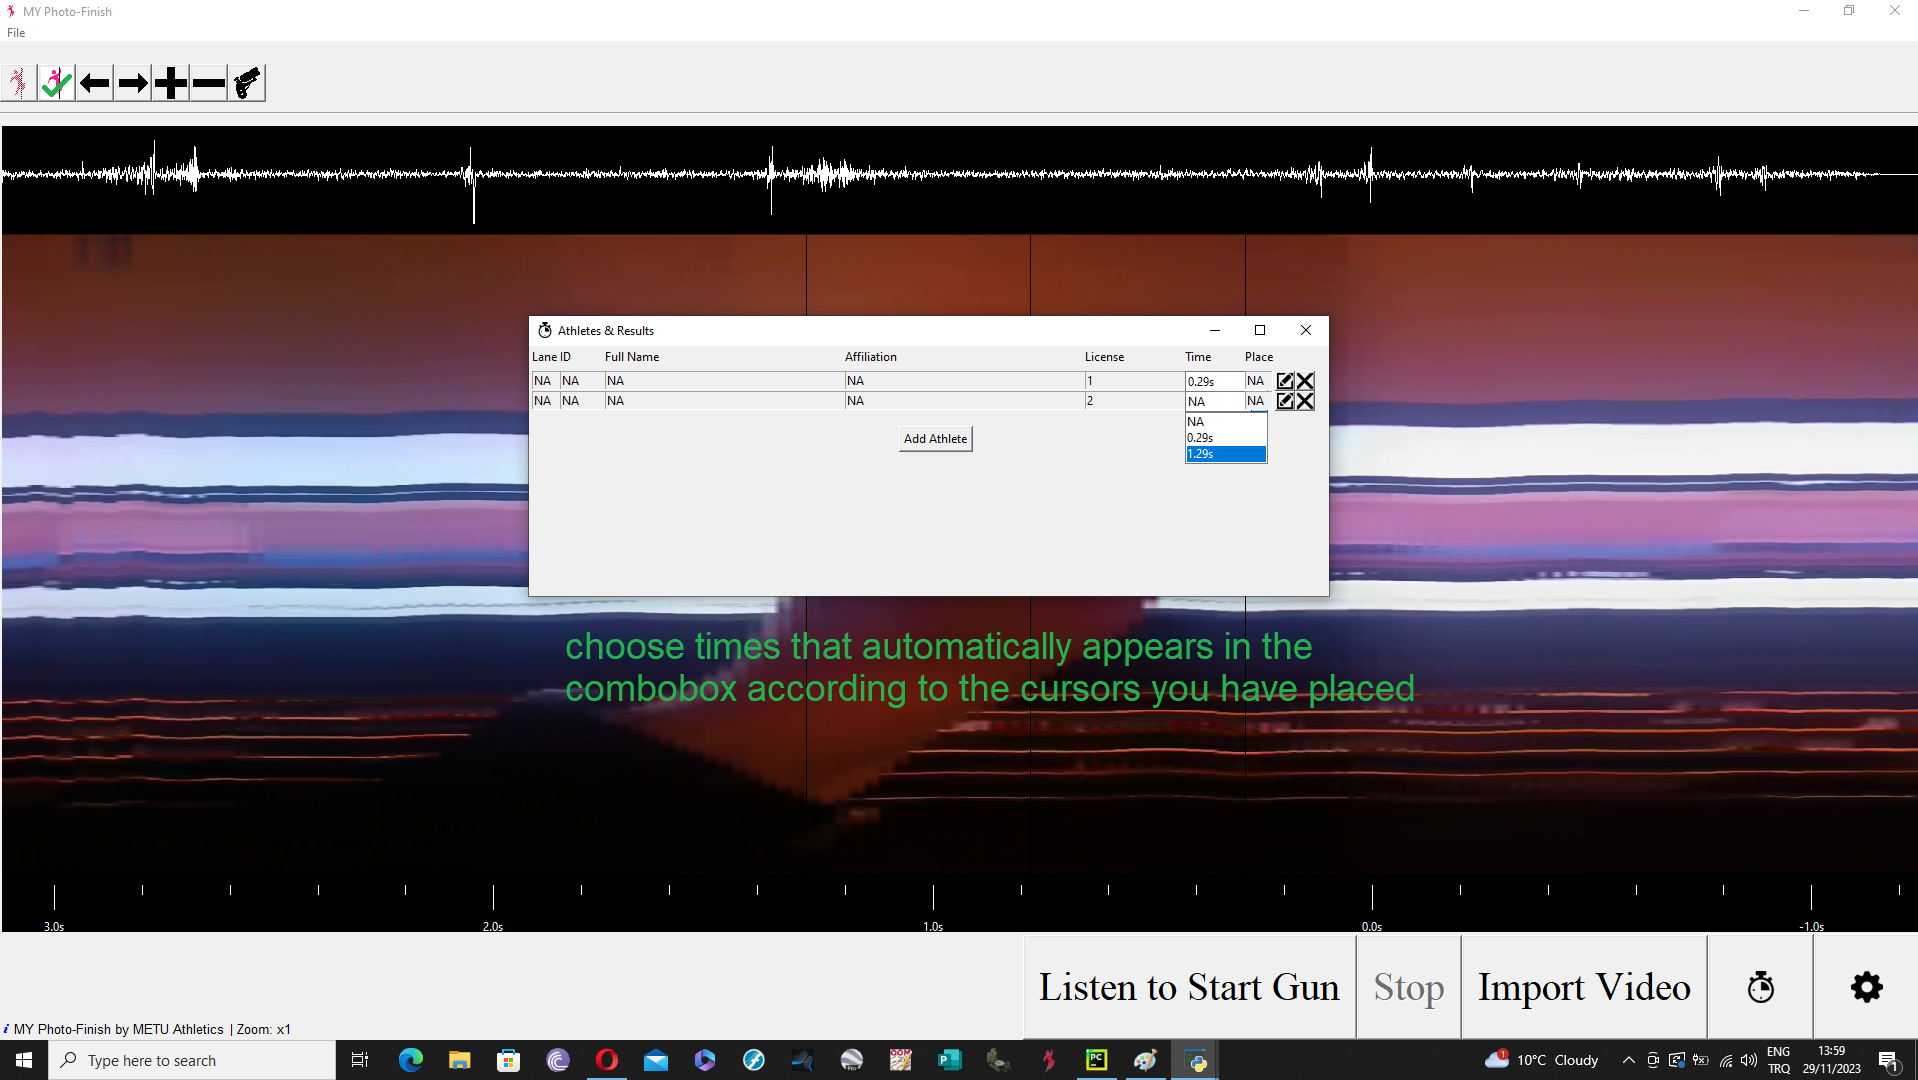 MY Photo-Finish
File
Athletes & Results
Lane ID Full Name Affiliation License Time Place
NA NA NA NA 1 0.29s NA
NA NA NA NA 2 NA NA
NA
0.29s
1.29s
Add Athlete
choose times that automatically appears in the
combobox according to the cursors you have placed
3.0s 2.0s 1.0s 0.0s -1.0s
Listen to Start Gun Stop Import Video
i MY Photo-Finish by METU Athletics | Zoom: x1
Type here to search
PC
10°C Cloudy
ENG
TRQ
13:59
29/11/2023
1